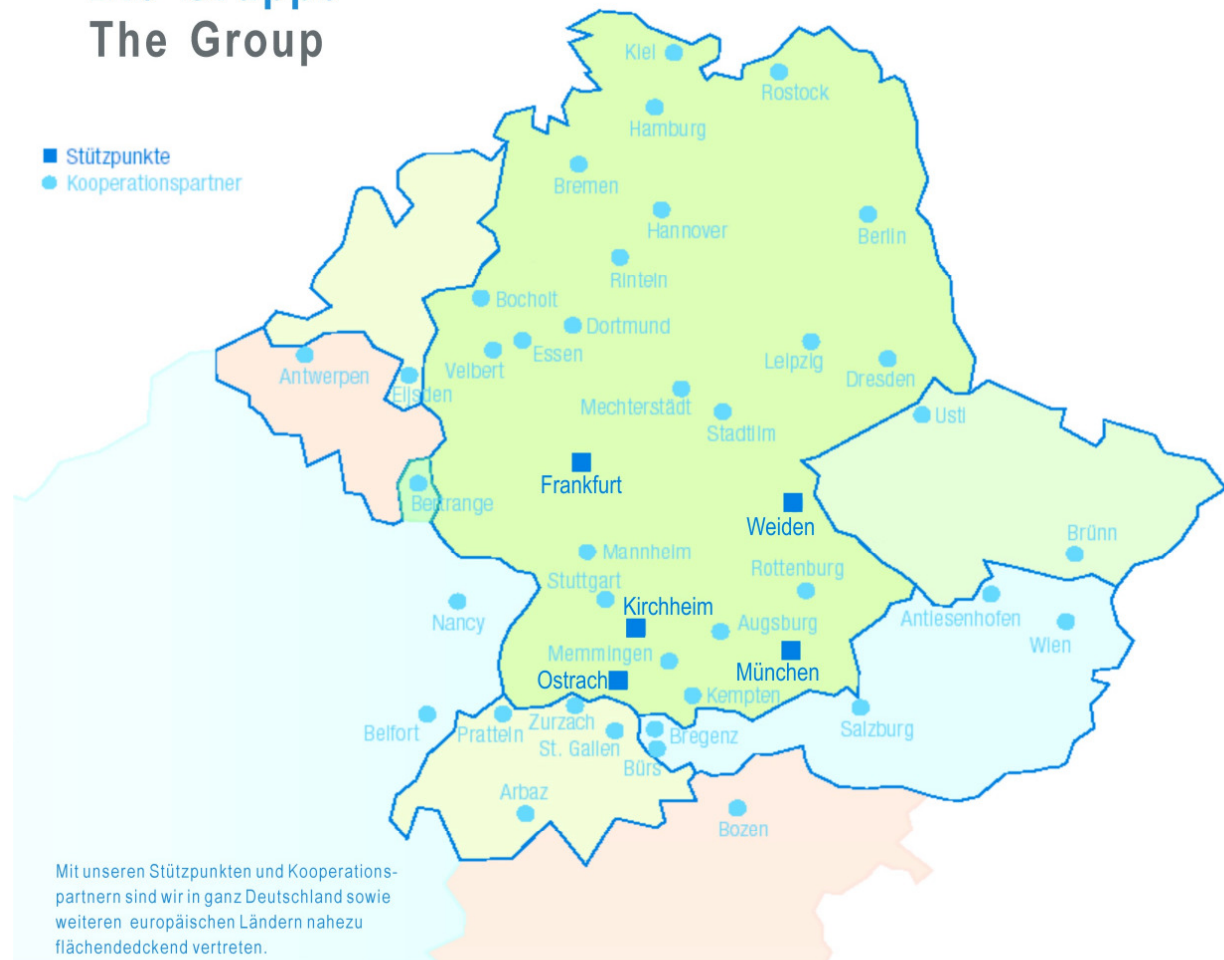 The Group
Stützpunkte
Kooperationspartner
Kiel
Rostock
Hamburg
Bremen
Hannover
Berlin
Rinteln
Bocholt
Dortmund
Essen
Velbert
Leipzig
Dresden
Antwerpen
Eijsden
Mechterstädt
Stadtilm
Usti
Frankfurt
Bertrange
Weiden
Brünn
Mannheim
Rottenburg
Stuttgart
Kirchheim
Nancy
Augsburg
Antiesenhofen
Wien
Memmingen
München
Ostrach
Kempten
Zurzach
Belfort
Pratteln
St. Gallen
Bregenz
Salzburg
Bürs
Arbaz
Bozen
Mit unseren Stützpunkten und Kooperations-
partnern sind wir in ganz Deutschland sowie
weiteren europäischen Ländern nahezu
flächendedckend vertreten.